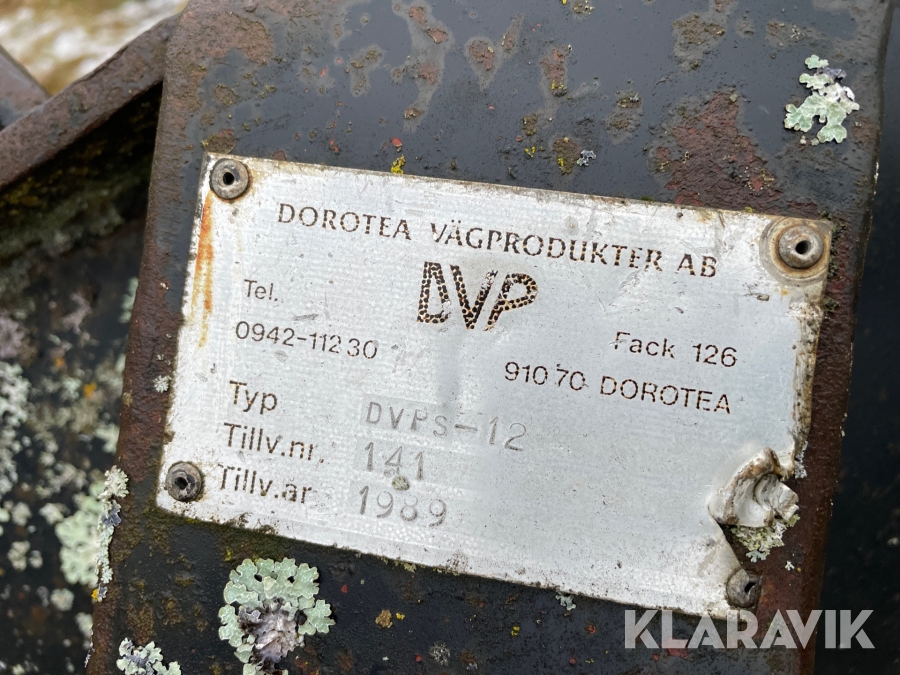 DOROTEA VÄGPRODUKTER AB
DVP
Tel.
0942-112 30
Fack 126
910 70 DOROTEA
Typ DVPS-12
Tillv.nr. 141
Tillv.år 1989
KLARAVIK